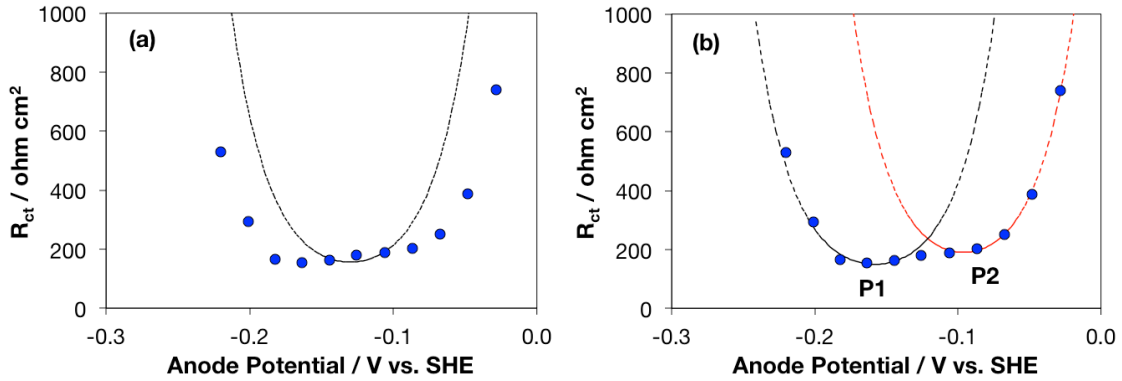 (a)
1000
800
600
400
200
0
R_ct / ohm cm²
-0.3
-0.2
-0.1
0.0
Anode Potential / V vs. SHE
(b)
1000
800
600
400
200
0
R_ct / ohm cm²
P1
P2
-0.3
-0.2
-0.1
0.0
Anode Potential / V vs. SHE